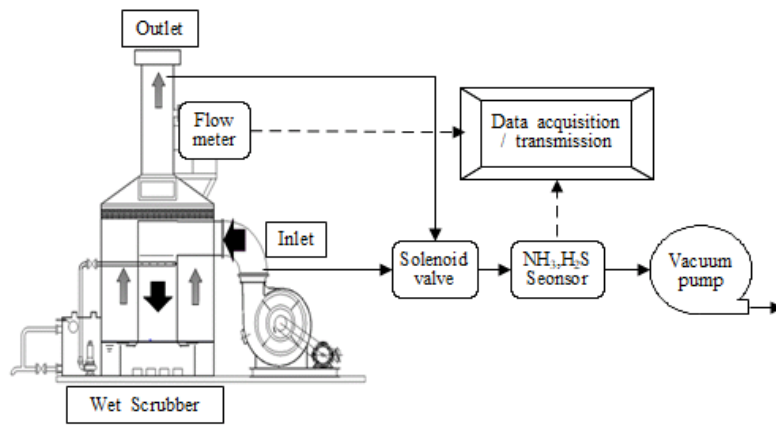 Outlet
Flow
meter
Data acquisition
/ transmission
Inlet
Solenoid
valve
NH₃,H₂S
Seonsor
Vacuum
pump
Wet Scrubber